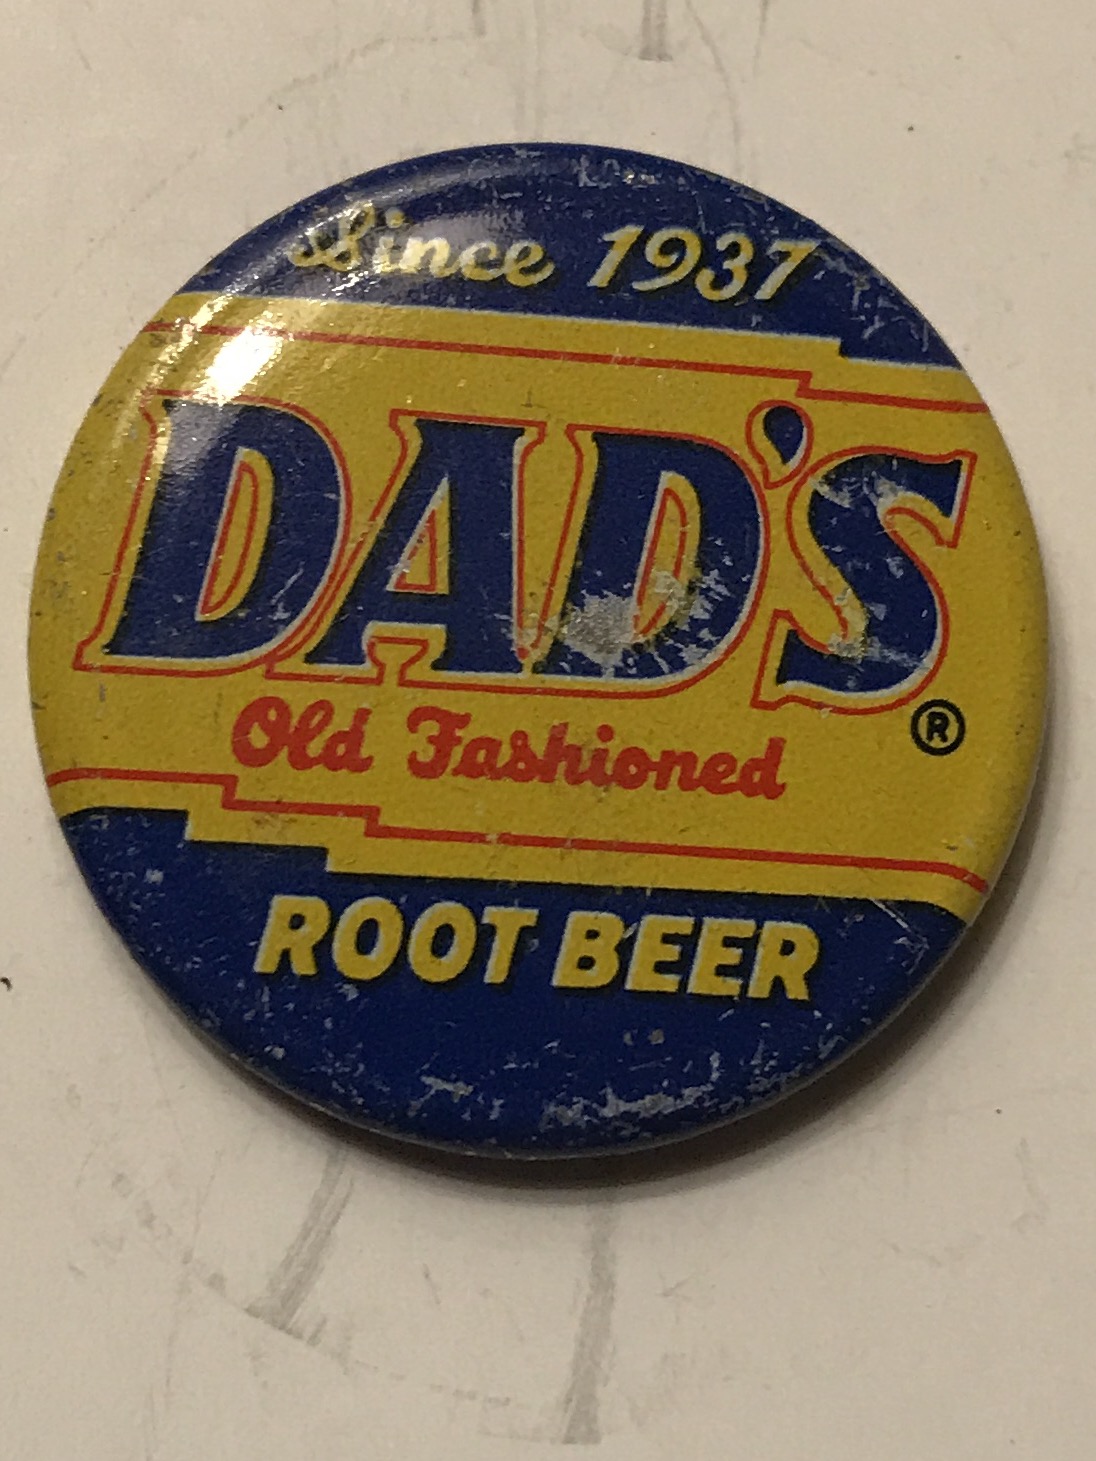 Since 1937
DAD'S
®
Old Fashioned
ROOT BEER